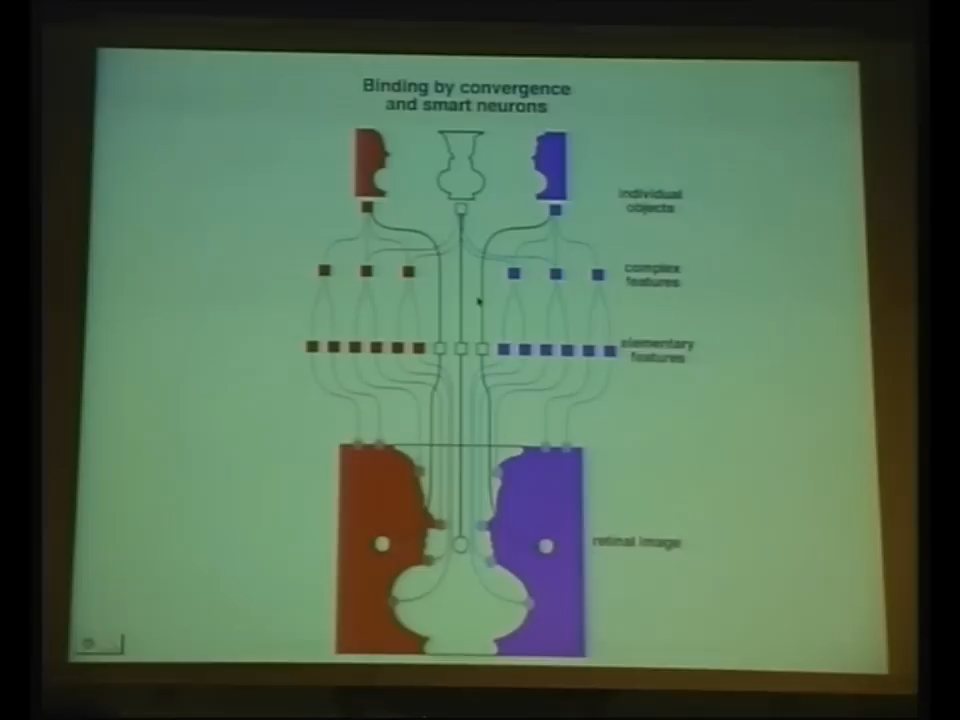 Binding by convergence
and smart neurons
individual
objects
complex
features
elementary
features
retinal image